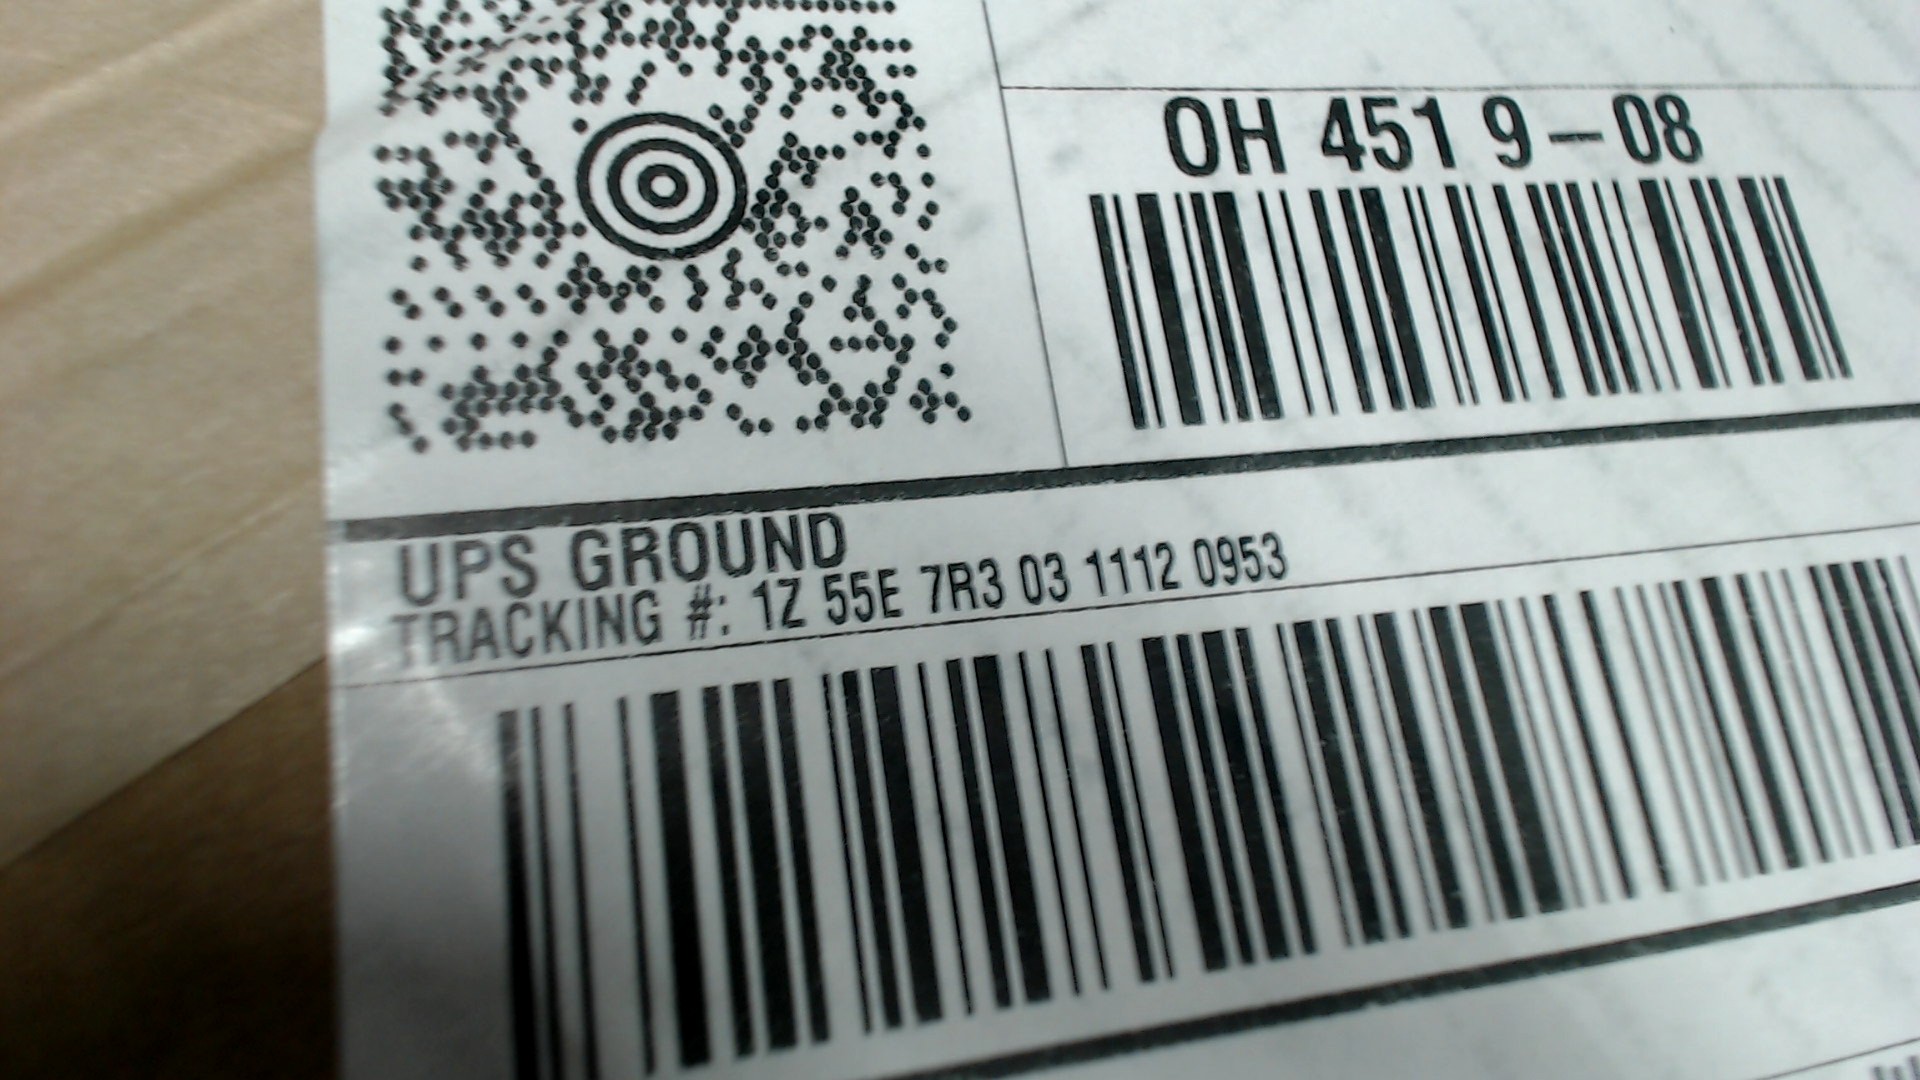 OH 451 9-08
UPS GROUND
TRACKING #: 1Z 55E 7R3 03 1112 0953